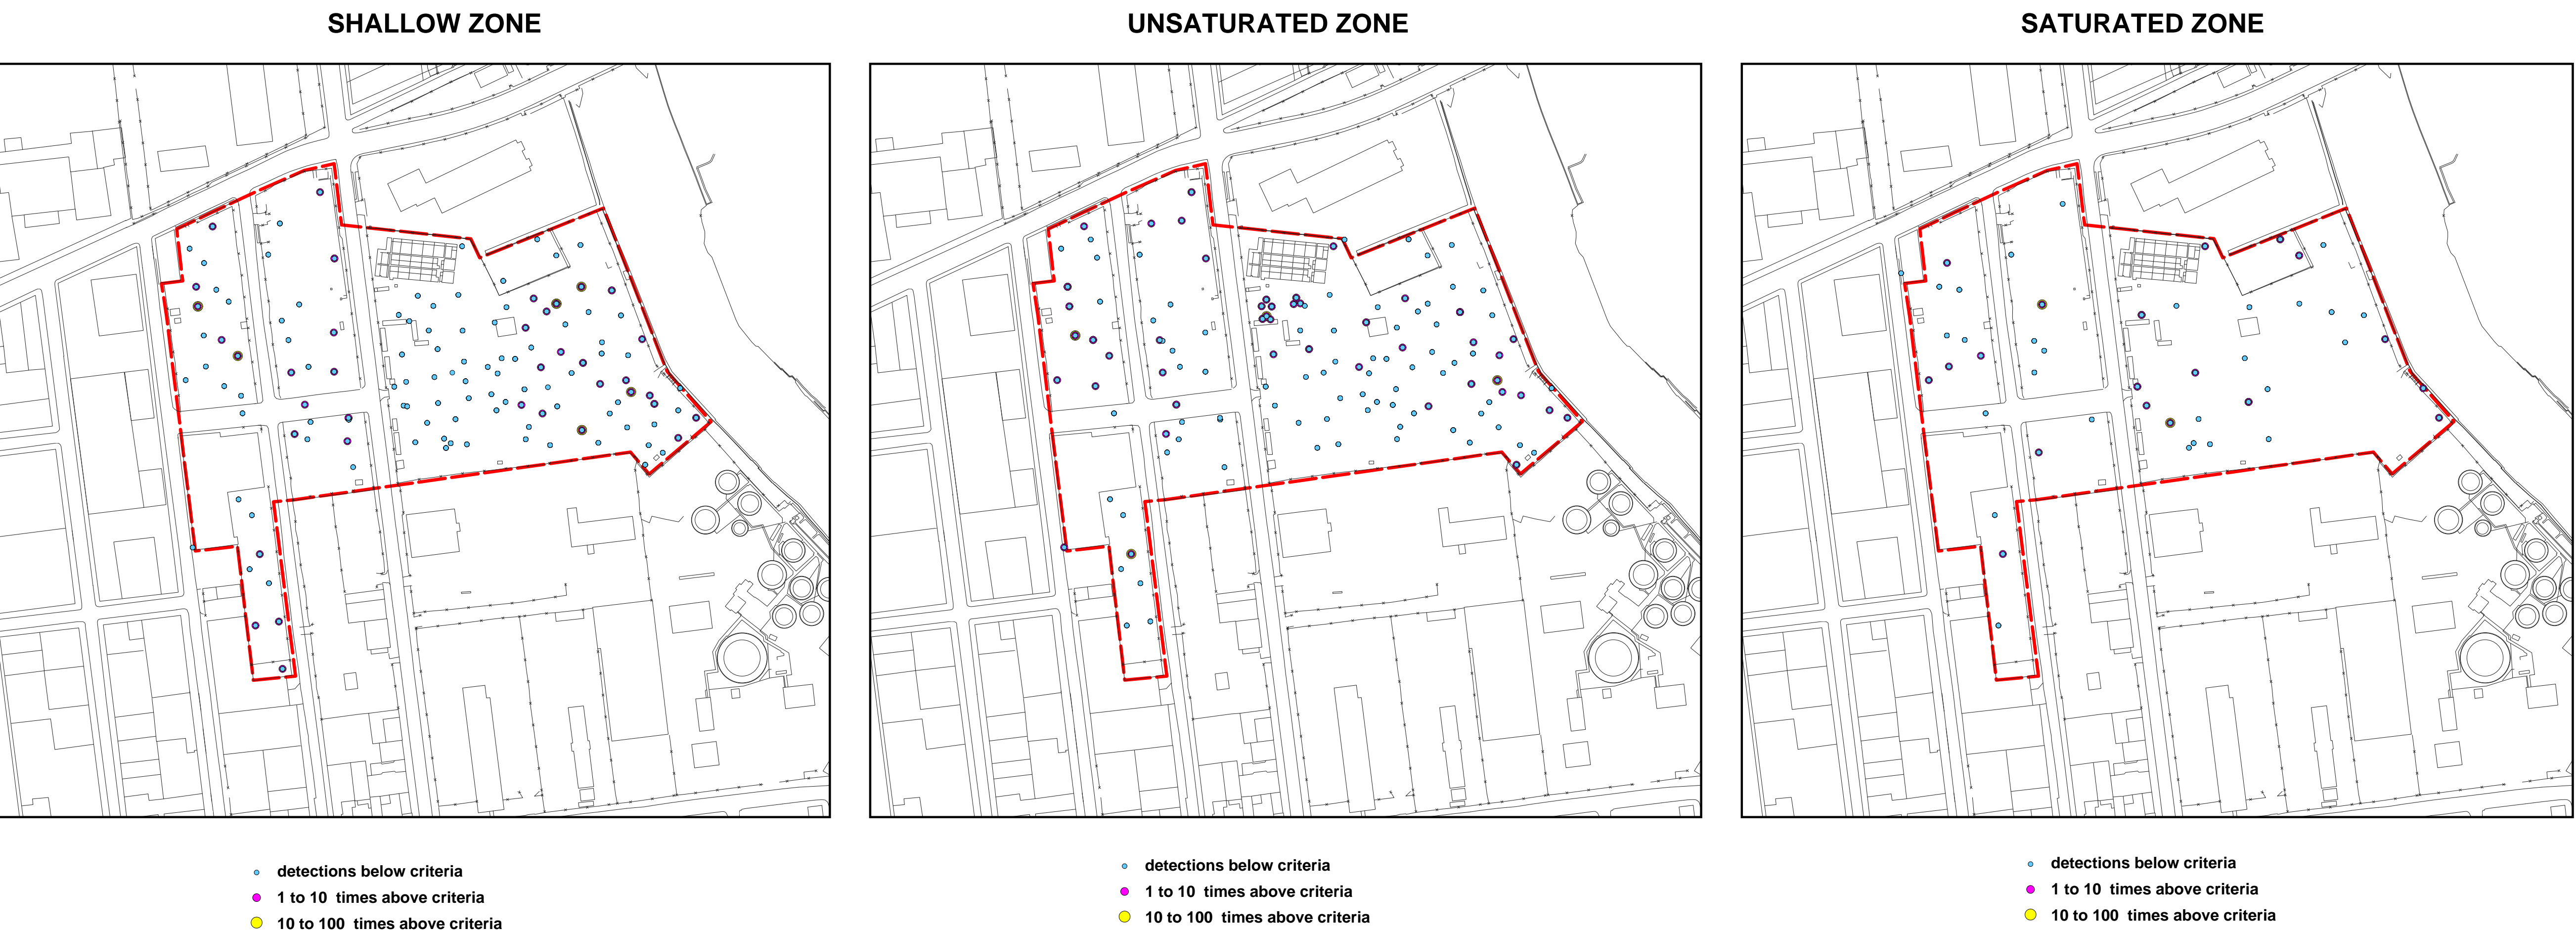 SHALLOW ZONE
UNSATURATED ZONE
SATURATED ZONE
detections below criteria
1 to 10 times above criteria
10 to 100 times above criteria
detections below criteria
1 to 10 times above criteria
10 to 100 times above criteria
detections below criteria
1 to 10 times above criteria
10 to 100 times above criteria